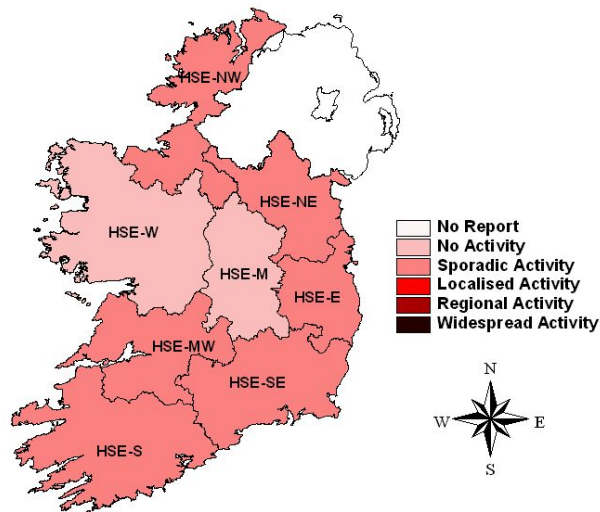 HSE-NW
HSE-NE
HSE-W
HSE-M
HSE-E
HSE-MW
HSE-SE
HSE-S
No Report
No Activity
Sporadic Activity
Localised Activity
Regional Activity
Widespread Activity
N
W E
S